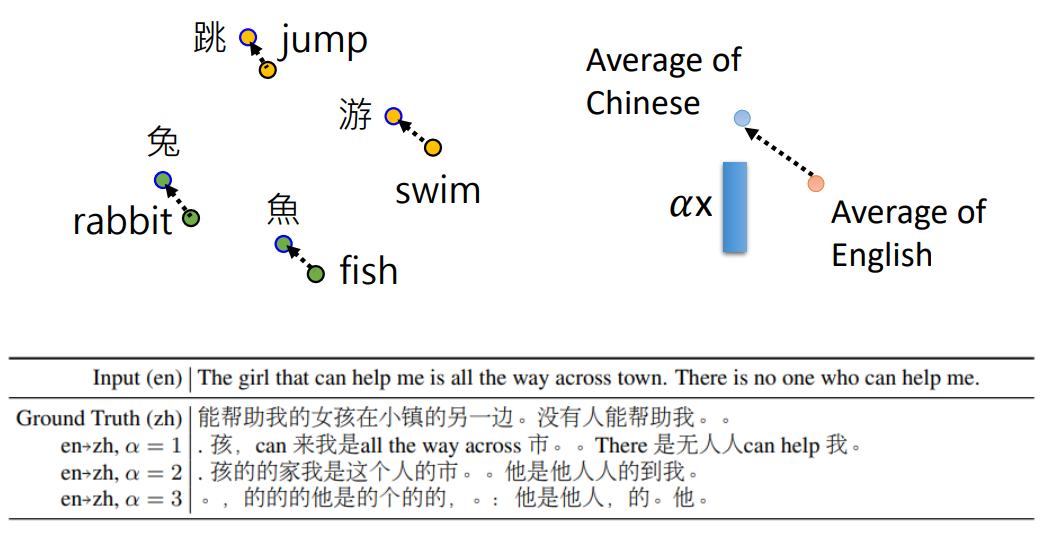 跳 jump
游
swim
兔
rabbit
魚
fish
Average of
Chinese
αx
Average of
English
Input (en) | The girl that can help me is all the way across town. There is no one who can help me.
Ground Truth (zh) | 能帮助我的女孩在小镇的另一边。没有人能帮助我。。
en→zh, α = 1 | . 孩，can 来我是all the way across 市。。There 是无人人can help 我。
en→zh, α = 2 | . 孩的的家我是这个人的市。。他是他人人的到我。
en→zh, α = 3 | 。，的的的他是的个的的，。：他是他人，的。他。